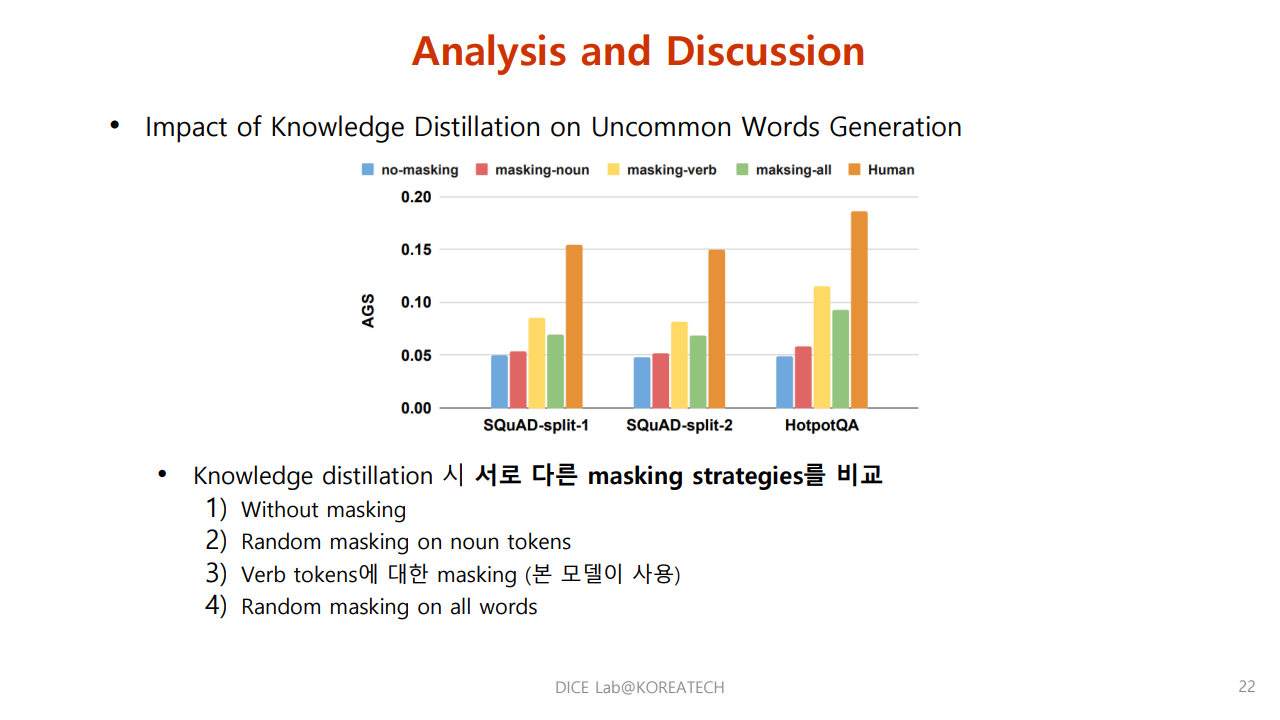 Analysis and Discussion
• Impact of Knowledge Distillation on Uncommon Words Generation
no-masking masking-noun masking-verb maksing-all Human
0.20
0.15
0.10
0.05
0.00
AGS
SQuAD-split-1 SQuAD-split-2 HotpotQA
• Knowledge distillation 시 서로 다른 masking strategies를 비교
1) Without masking
2) Random masking on noun tokens
3) Verb tokens에 대한 masking (본 모델이 사용)
4) Random masking on all words
DICE Lab@KOREATECH
22